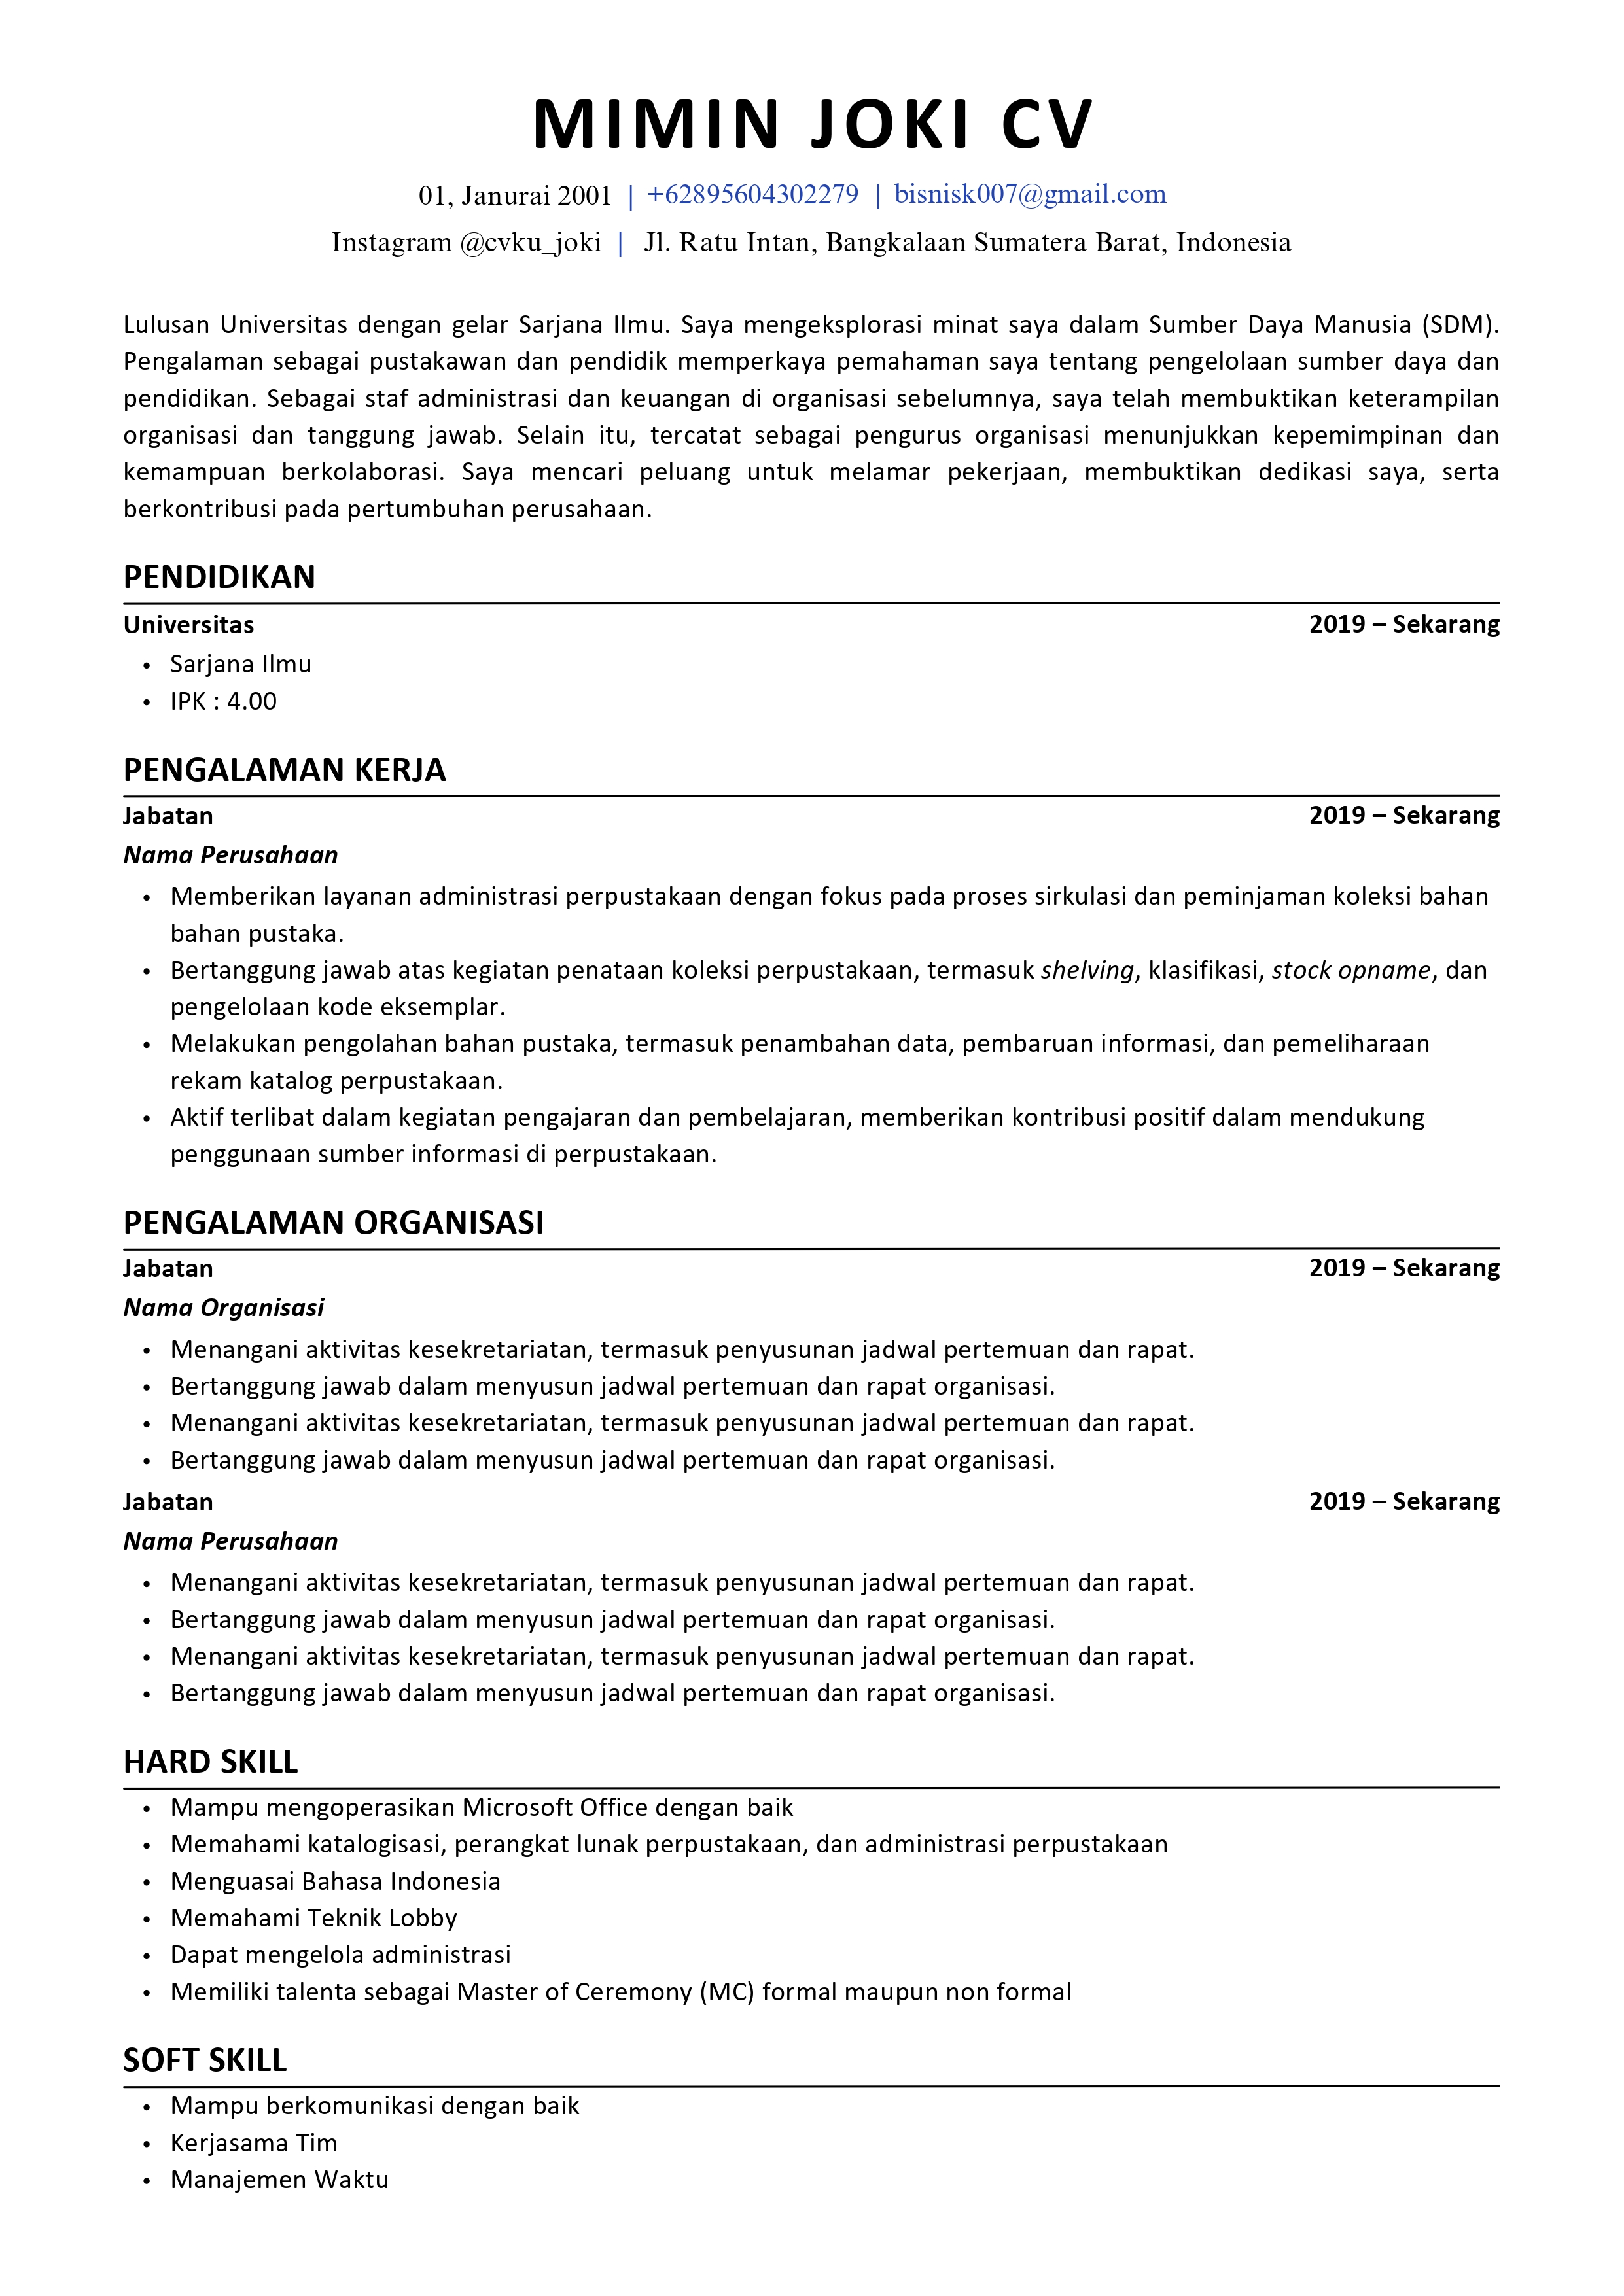 MIMIN JOKI CV
01, Janurai 2001 | +62895604302279 | bisnisk007@gmail.com
Instagram @cvku_joki | Jl. Ratu Intan, Bangkalaan Sumatera Barat, Indonesia
Lulusan Universitas dengan gelar Sarjana Ilmu. Saya mengeksplorasi minat saya dalam Sumber Daya Manusia (SDM).
Pengalaman sebagai pustakawan dan pendidik memperkaya pemahaman saya tentang pengelolaan sumber daya dan
pendidikan. Sebagai staf administrasi dan keuangan di organisasi sebelumnya, saya telah membuktikan keterampilan
organisasi dan tanggung jawab. Selain itu, tercatat sebagai pengurus organisasi menunjukkan kepemimpinan dan
kemampuan berkolaborasi. Saya mencari peluang untuk melamar pekerjaan, membuktikan dedikasi saya, serta
berkontribusi pada pertumbuhan perusahaan.
PENDIDIKAN
Universitas 2019 – Sekarang
• Sarjana Ilmu
• IPK : 4.00
PENGALAMAN KERJA
Jabatan 2019 – Sekarang
Nama Perusahaan
• Memberikan layanan administrasi perpustakaan dengan fokus pada proses sirkulasi dan peminjaman koleksi bahan
bahan pustaka.
• Bertanggung jawab atas kegiatan penataan koleksi perpustakaan, termasuk shelving, klasifikasi, stock opname, dan
pengelolaan kode eksemplar.
• Melakukan pengolahan bahan pustaka, termasuk penambahan data, pembaruan informasi, dan pemeliharaan
rekam katalog perpustakaan.
• Aktif terlibat dalam kegiatan pengajaran dan pembelajaran, memberikan kontribusi positif dalam mendukung
penggunaan sumber informasi di perpustakaan.
PENGALAMAN ORGANISASI
Jabatan 2019 – Sekarang
Nama Organisasi
• Menangani aktivitas kesekretariatan, termasuk penyusunan jadwal pertemuan dan rapat.
• Bertanggung jawab dalam menyusun jadwal pertemuan dan rapat organisasi.
• Menangani aktivitas kesekretariatan, termasuk penyusunan jadwal pertemuan dan rapat.
• Bertanggung jawab dalam menyusun jadwal pertemuan dan rapat organisasi.
Jabatan 2019 – Sekarang
Nama Perusahaan
• Menangani aktivitas kesekretariatan, termasuk penyusunan jadwal pertemuan dan rapat.
• Bertanggung jawab dalam menyusun jadwal pertemuan dan rapat organisasi.
• Menangani aktivitas kesekretariatan, termasuk penyusunan jadwal pertemuan dan rapat.
• Bertanggung jawab dalam menyusun jadwal pertemuan dan rapat organisasi.
HARD SKILL
• Mampu mengoperasikan Microsoft Office dengan baik
• Memahami katalogisasi, perangkat lunak perpustakaan, dan administrasi perpustakaan
• Menguasai Bahasa Indonesia
• Memahami Teknik Lobby
• Dapat mengelola administrasi
• Memiliki talenta sebagai Master of Ceremony (MC) formal maupun non formal
SOFT SKILL
• Mampu berkomunikasi dengan baik
• Kerjasama Tim
• Manajemen Waktu